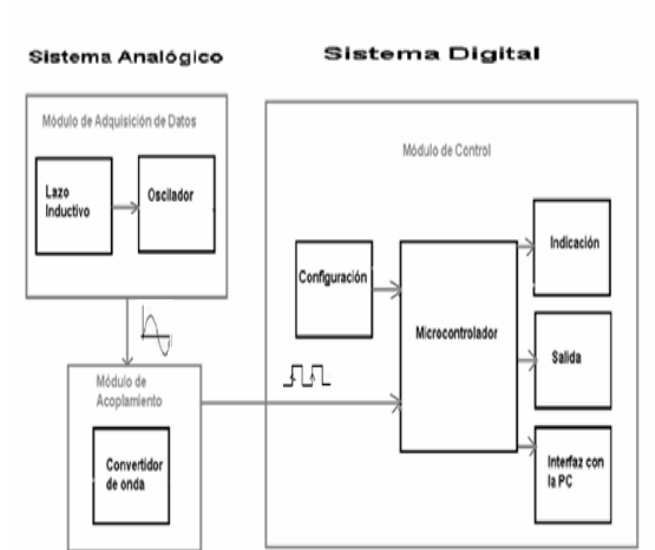 Sistema Analógico
Sistema Digital
Módulo de Adquisición de Datos
Lazo
Inductivo
Oscilador
Módulo de
Acoplamiento
Convertidor
de onda
Módulo de Control
Configuración
Microcontrolador
Indicación
Salida
Interfaz con
la PC